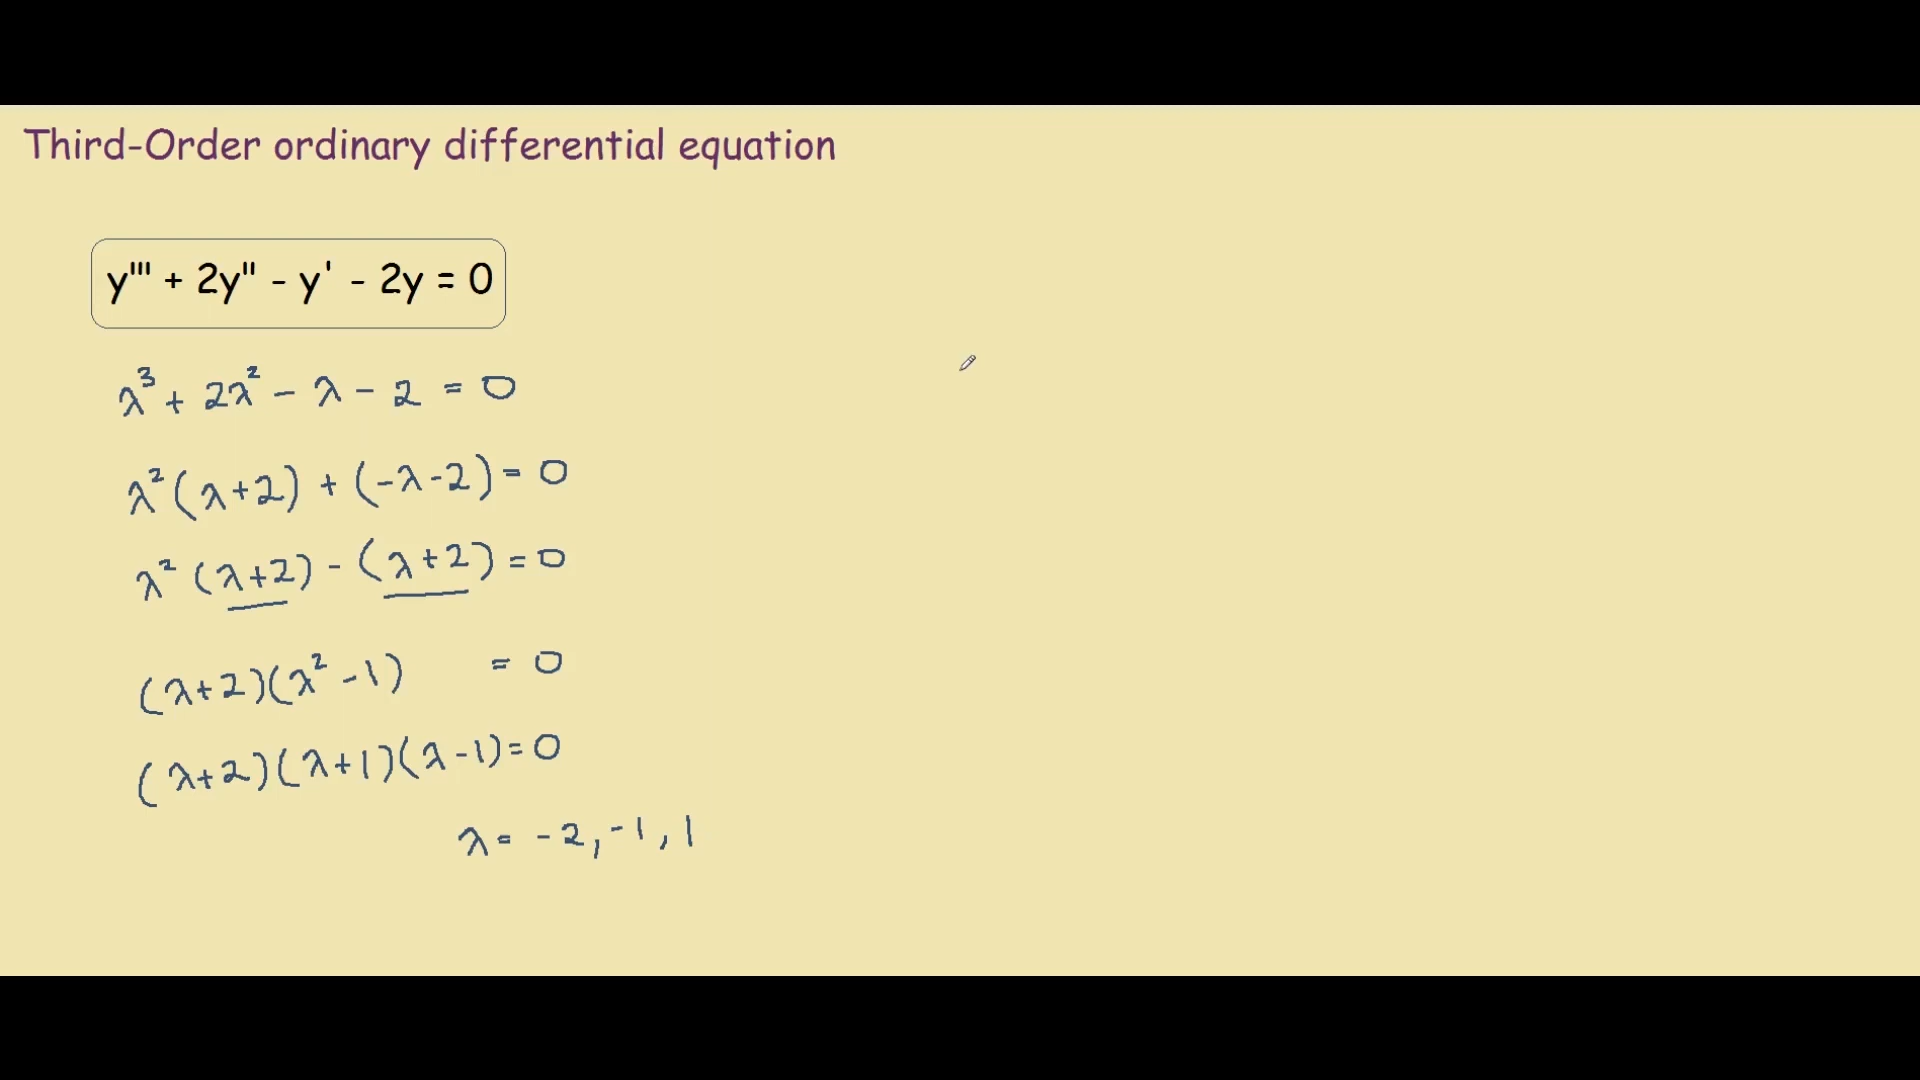 Third-Order ordinary differential equation
y''' + 2y'' - y' - 2y = 0
λ³ + 2λ² - λ - 2 = 0
λ²(λ+2) + (-λ-2) = 0
λ² (λ+2) - (λ+2) = 0
(λ+2)(λ² -1) = 0
(λ+2)(λ+1)(λ-1) = 0
λ = -2, -1, 1